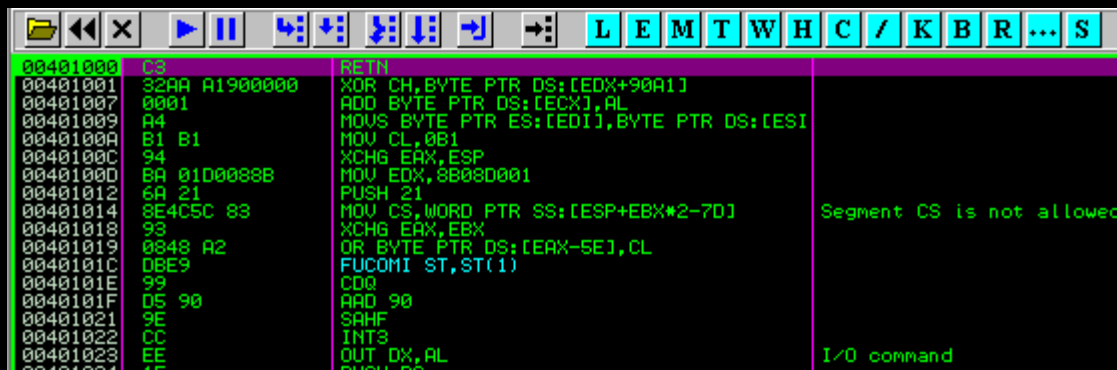 L E M T W H C / K B R ... S
00401000 C3 RETN
00401001 32AA A1900000 XOR CH,BYTE PTR DS:[EDX+90A1]
00401007 0001 ADD BYTE PTR DS:[ECX],AL
00401009 A4 MOVS BYTE PTR ES:[EDI],BYTE PTR DS:[ESI
0040100A B1 B1 MOV CL,0B1
0040100C 94 XCHG EAX,ESP
0040100D BA 01D0088B MOV EDX,8B08D001
00401012 6A 21 PUSH 21
00401014 8E4C5C 83 MOV CS,WORD PTR SS:[ESP+EBX*2-7D] Segment CS is not allowed
00401018 93 XCHG EAX,EBX
00401019 0848 A2 OR BYTE PTR DS:[EAX-5E],CL
0040101C DBE9 FUCOMI ST,ST(1)
0040101E 99 CDQ
0040101F D5 90 AAD 90
00401021 9E SAHF
00401022 CC INT3
00401023 EE OUT DX,AL I/O command